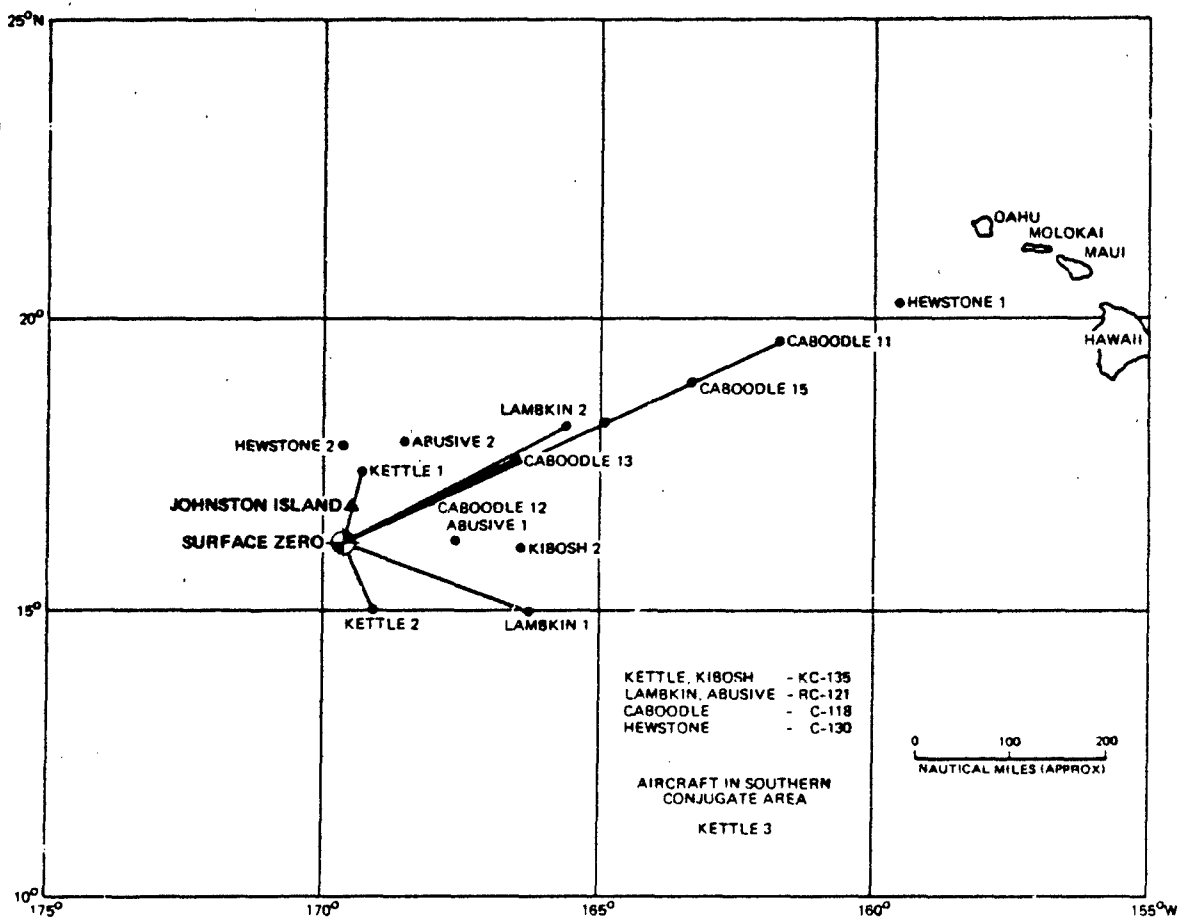 25°N
OAHU
MOLOKAI
MAUI
HEWSTONE 1
20°
CABOODLE 11
HAWAII
CABOODLE 15
LAMBKIN 2
HEWSTONE 2
ABUSIVE 2
KETTLE 1
CABOODLE 13
JOHNSTON ISLAND
CABOODLE 12
ABUSIVE 1
SURFACE ZERO
KIBOSH 2
15°
KETTLE 2
LAMBKIN 1
KETTLE, KIBOSH - KC-135
LAMBKIN, ABUSIVE - RC-121
CABOODLE - C-118
HEWSTONE - C-130
0 100 200
NAUTICAL MILES (APPROX)
AIRCRAFT IN SOUTHERN
CONJUGATE AREA
KETTLE 3
10°
175° 170° 165° 160° 155°W